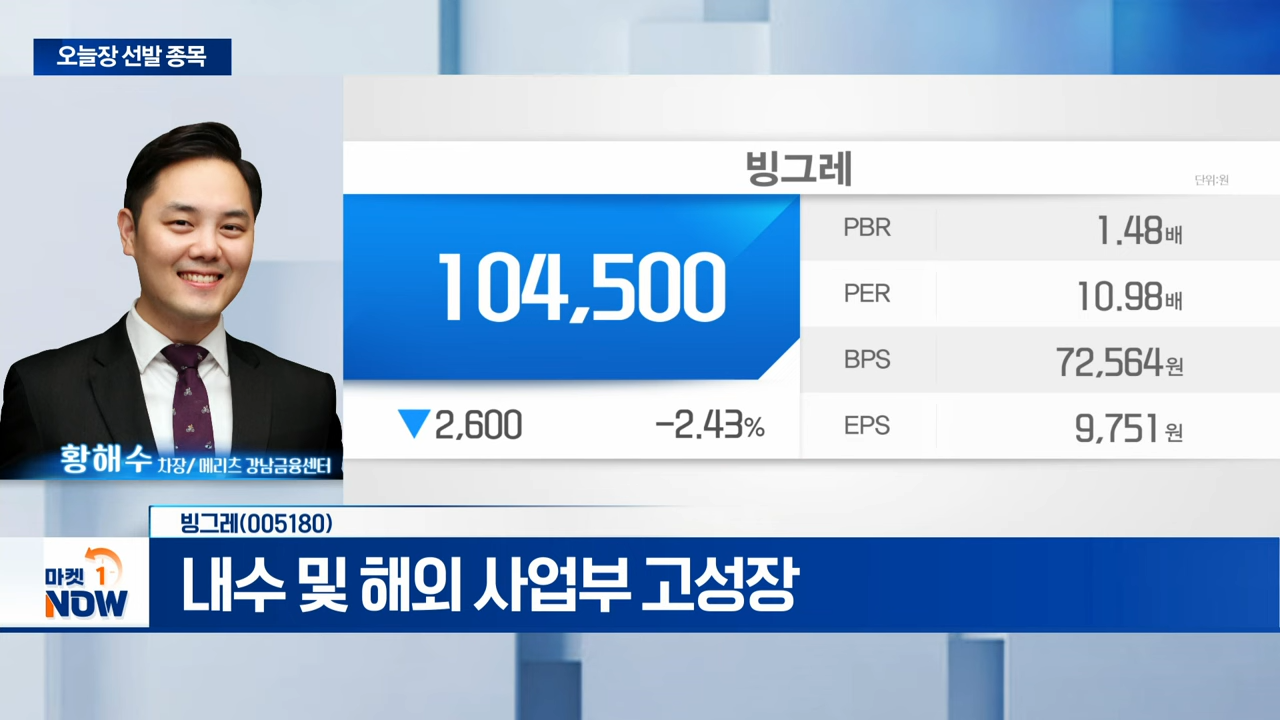 오늘장 선발 종목
빙그레
단위:원
104,500
▼2,600 -2.43%
PBR 1.48배
PER 10.98배
BPS 72,564원
EPS 9,751원
황해수 차장/ 메리츠 강남금융센터
빙그레(005180)
마켓 1
NOW
내수 및 해외 사업부 고성장